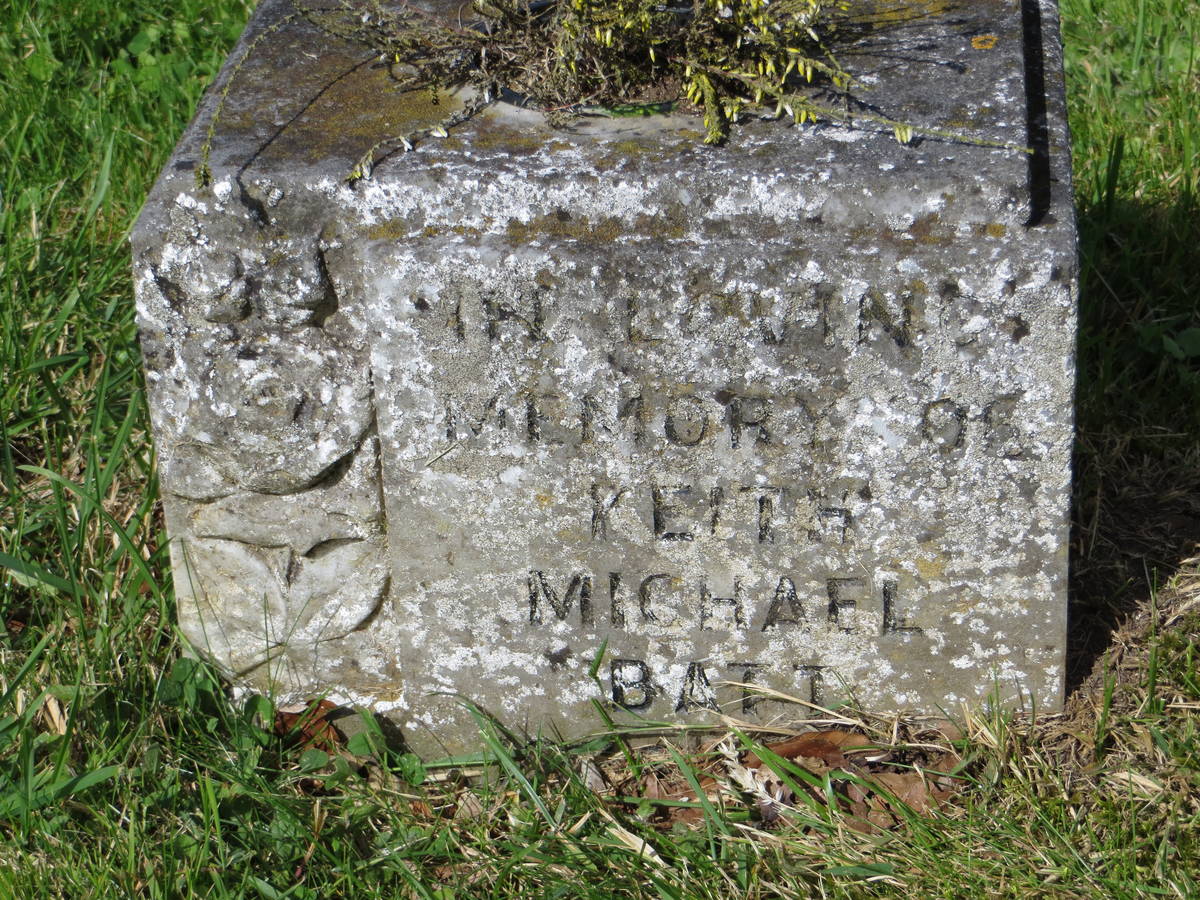 IN LOVING
MEMORY OF
KEITH
MICHAEL
BATT